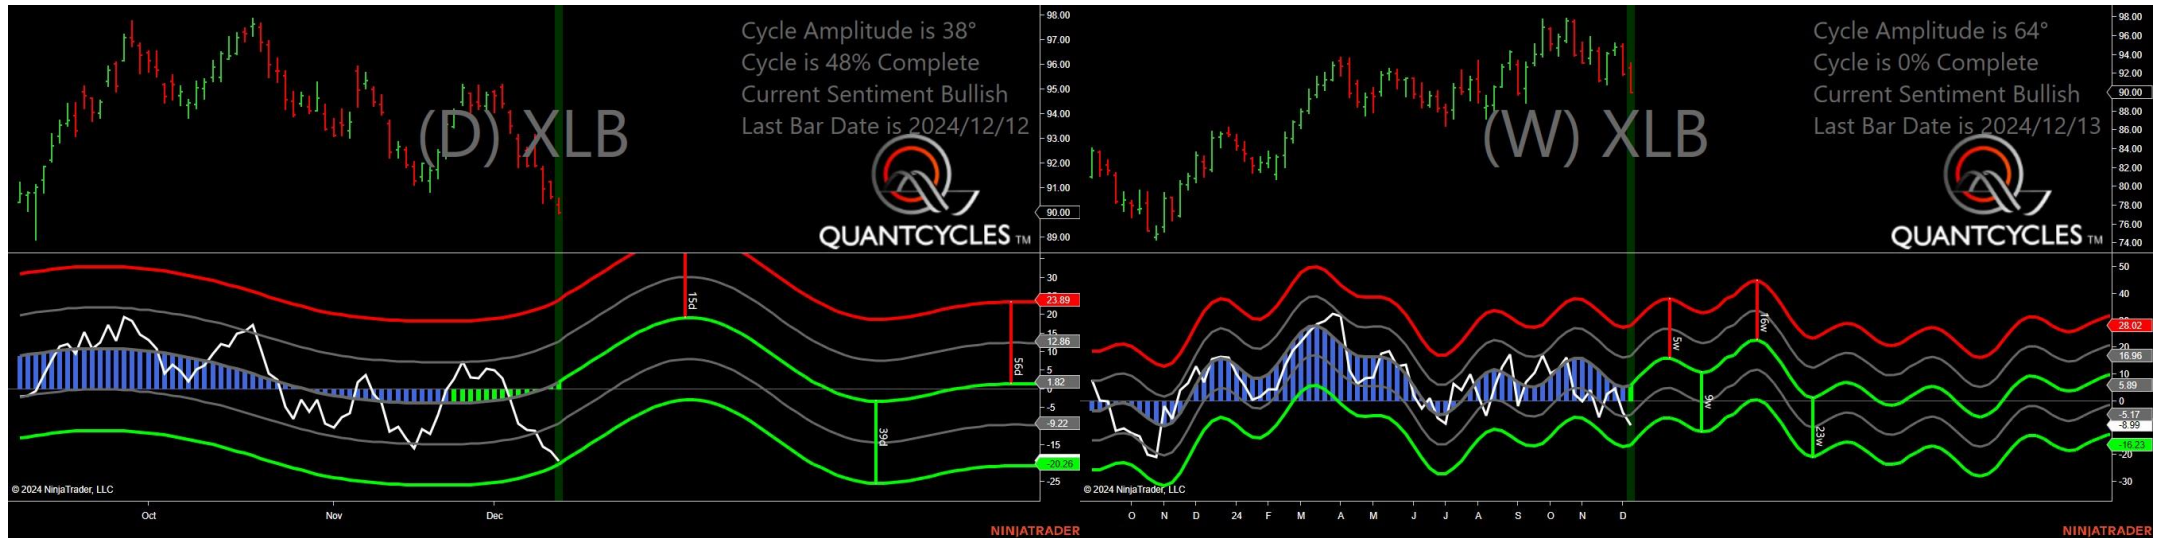 Cycle Amplitude is 38°
Cycle is 48% Complete
Current Sentiment Bullish
Last Bar Date is 2024/12/12
(D) XLB
QUANTCYCLES TM
98.00
97.00
96.00
95.00
94.00
93.00
92.00
91.00
90.00
89.00
15d
39d
56d
30
23.89
20
12.86
10
5
1.82
0
-5
-9.22
-15
-20.26
-25
© 2024 NinjaTrader, LLC
Oct Nov Dec
NINJATRADER
Cycle Amplitude is 64°
Cycle is 0% Complete
Current Sentiment Bullish
Last Bar Date is 2024/12/13
(W) XLB
QUANTCYCLES TM
98.00
96.00
94.00
92.00
90.00
88.00
86.00
84.00
82.00
80.00
78.00
76.00
74.00
5w
9w
16w
23w
50
40
28.02
16.96
10
5.89
0
-5.17
-8.99
-16.23
-20
-30
© 2024 NinjaTrader, LLC
O N D 24 F M A M J J A S O N D
NINJATRADER